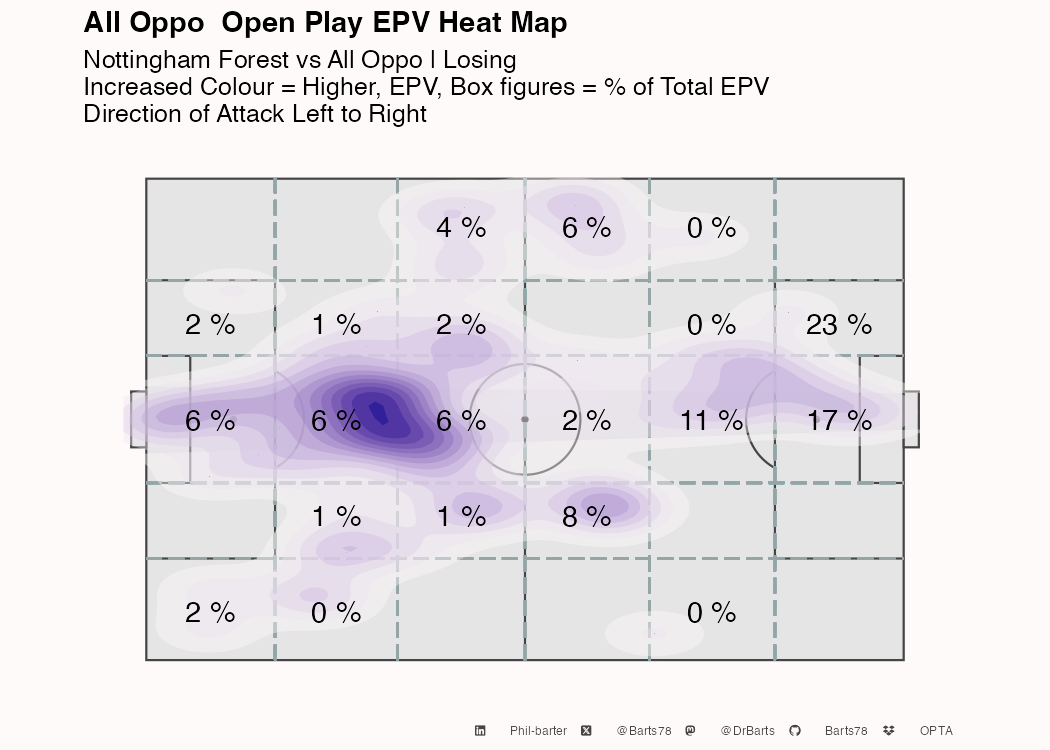 All Oppo  Open Play EPV Heat Map
Nottingham Forest vs All Oppo | Losing
Increased Colour = Higher, EPV, Box figures = % of Total EPV
Direction of Attack Left to Right
4 % 6 % 0 %
2 % 1 % 2 % 0 % 23 %
6 % 6 % 6 % 2 % 11 % 17 %
1 % 1 % 8 %
2 % 0 % 0 %
Phil-barter @Barts78 @DrBarts Barts78 OPTA